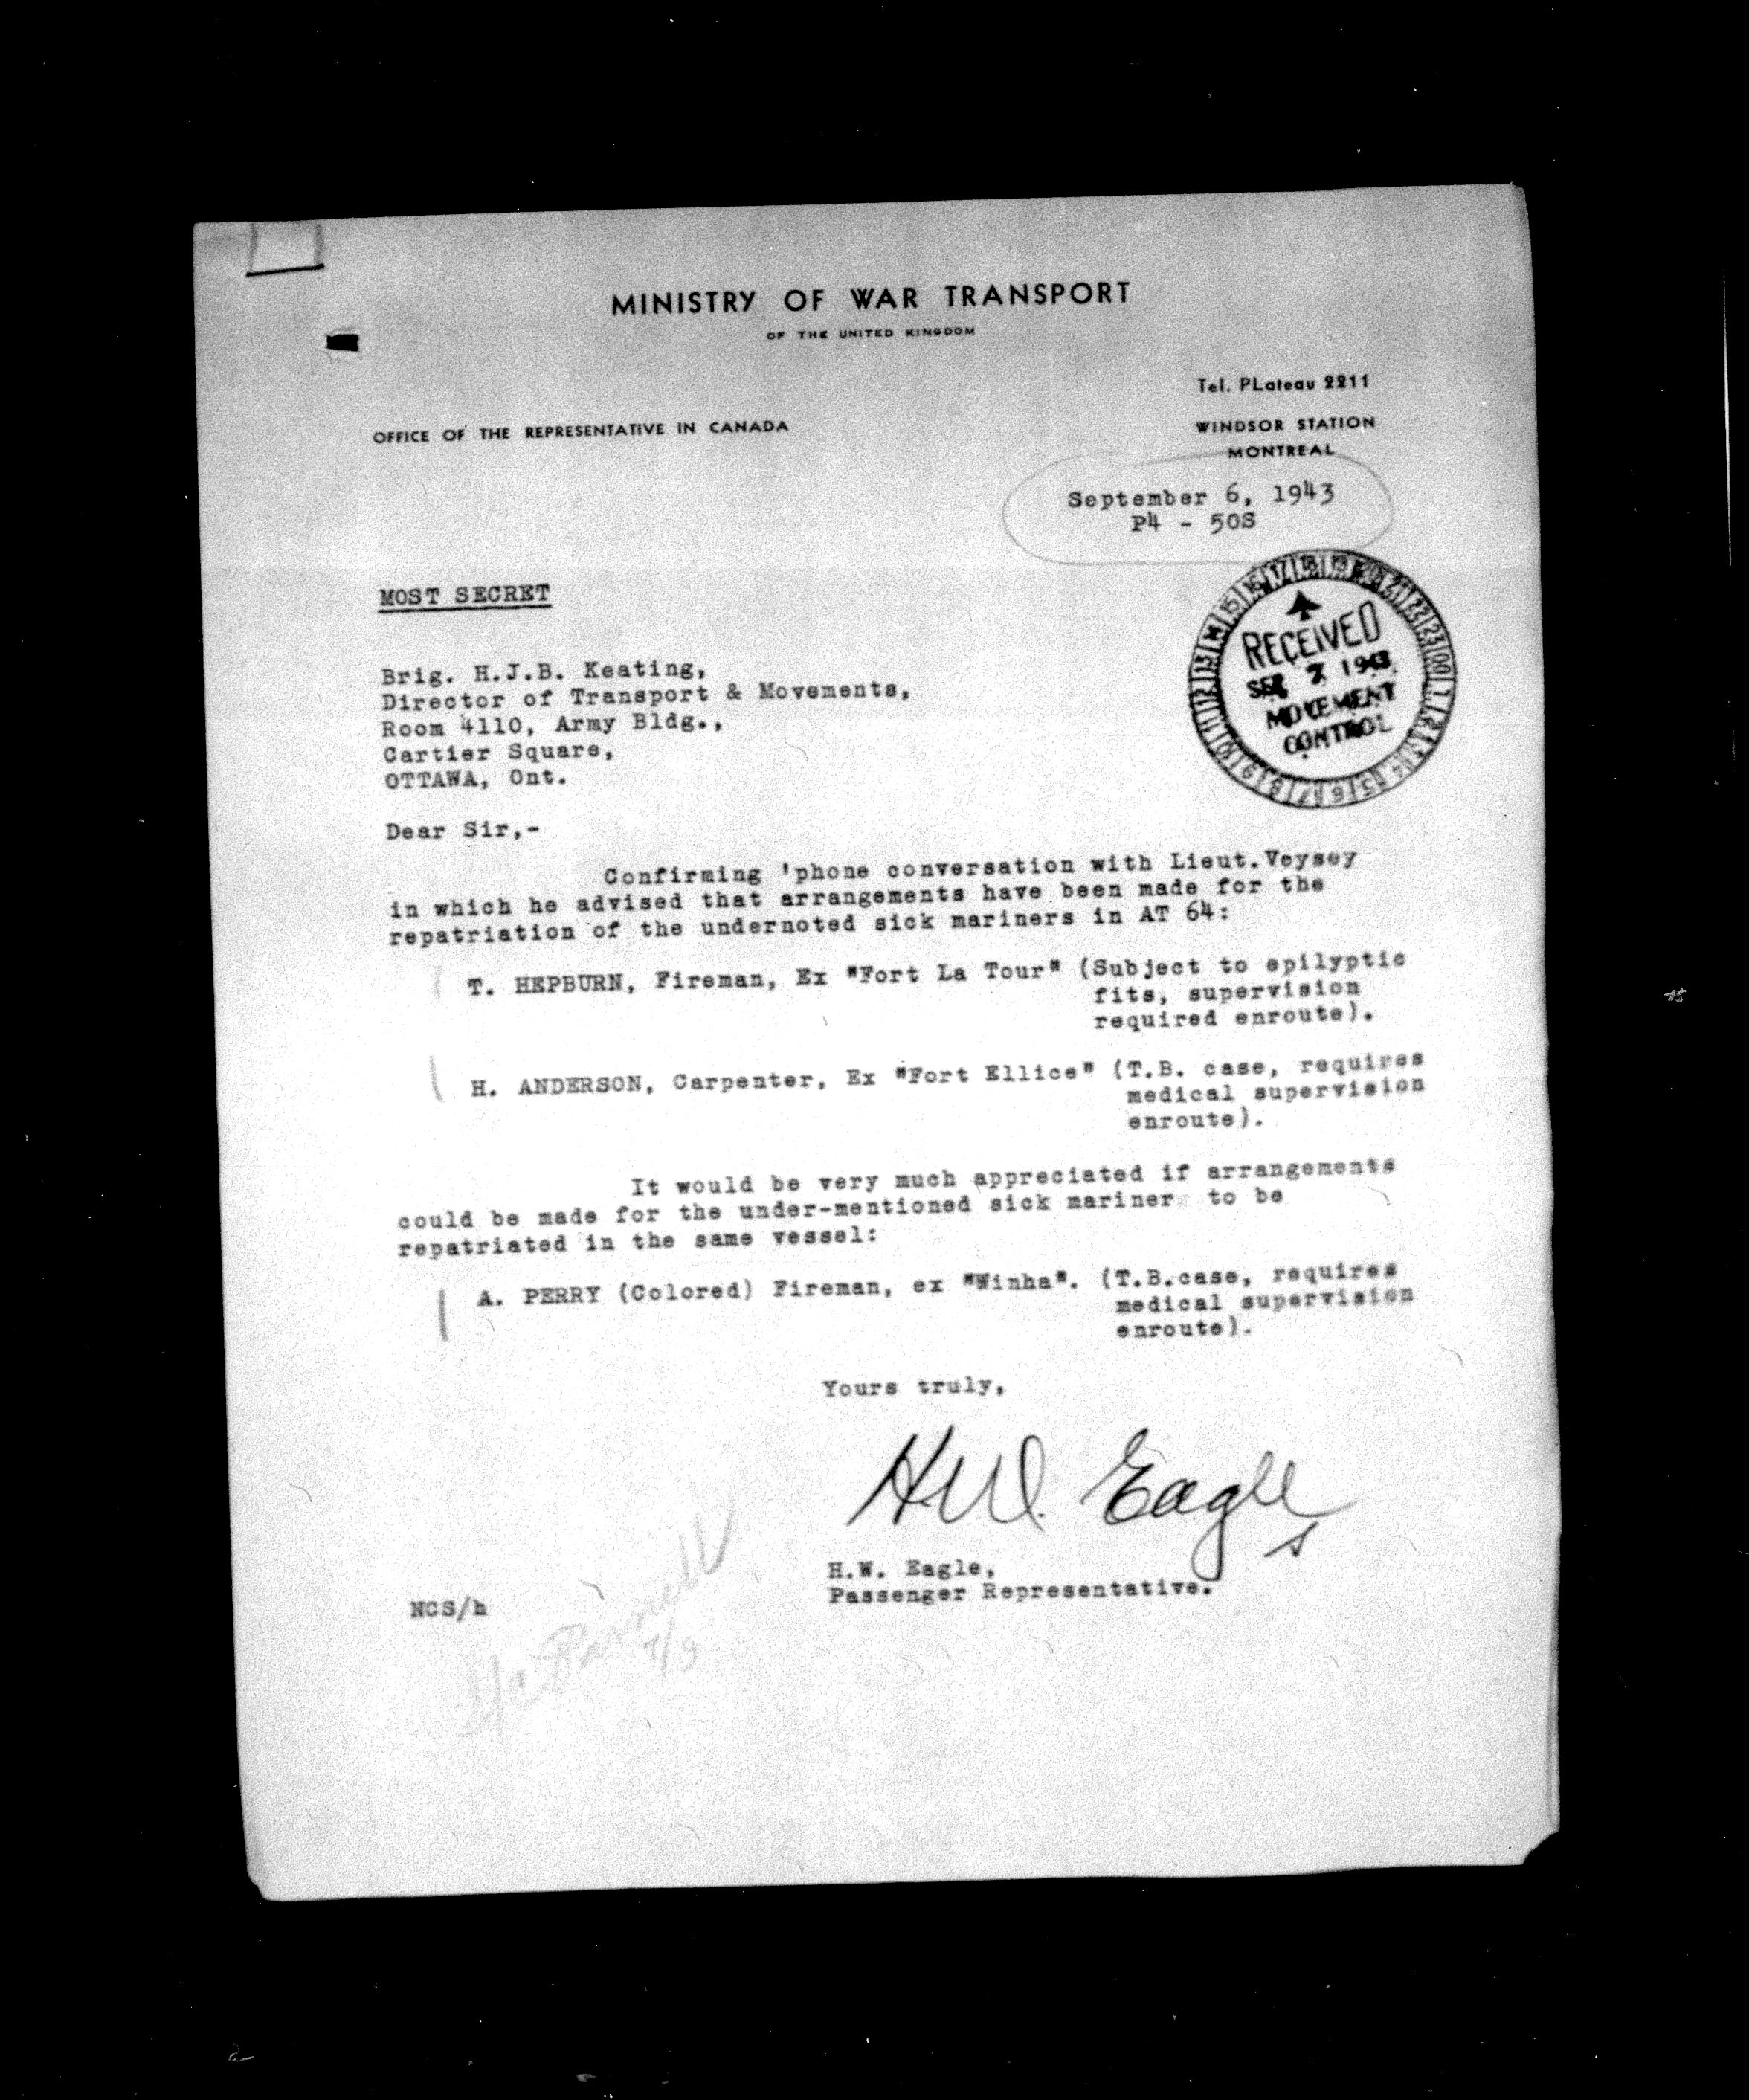 MINISTRY OF WAR TRANSPORT
OF THE UNITED KINGDOM
Tel. PLateau 2211
OFFICE OF THE REPRESENTATIVE IN CANADA
WINDSOR STATION
MONTREAL
September 6, 1943
P4 - 50S
MOST SECRET
RECEIVED
SEP 7 1943
MOVEMENT
CONTROL
Brig. H.J.B. Keating,
Director of Transport & Movements,
Room 4110, Army Bldg.,
Cartier Square,
OTTAWA, Ont.
Dear Sir,-
Confirming 'phone conversation with Lieut.Veysey
in which he advised that arrangements have been made for the
repatriation of the undernoted sick mariners in AT 64:
T. HEPBURN, Fireman, Ex "Fort La Tour" (Subject to epilyptic
fits, supervision
required enroute).
H. ANDERSON, Carpenter, Ex "Fort Ellice" (T.B. case, requires
medical supervision
enroute).
It would be very much appreciated if arrangements
could be made for the under-mentioned sick mariner to be
repatriated in the same vessel:
A. PERRY (Colored) Fireman, ex "Winha". (T.B.case, requires
medical supervision
enroute).
Yours truly,
H.W. Eagle
H.W. Eagle,
Passenger Representative.
NCS/h
7/9